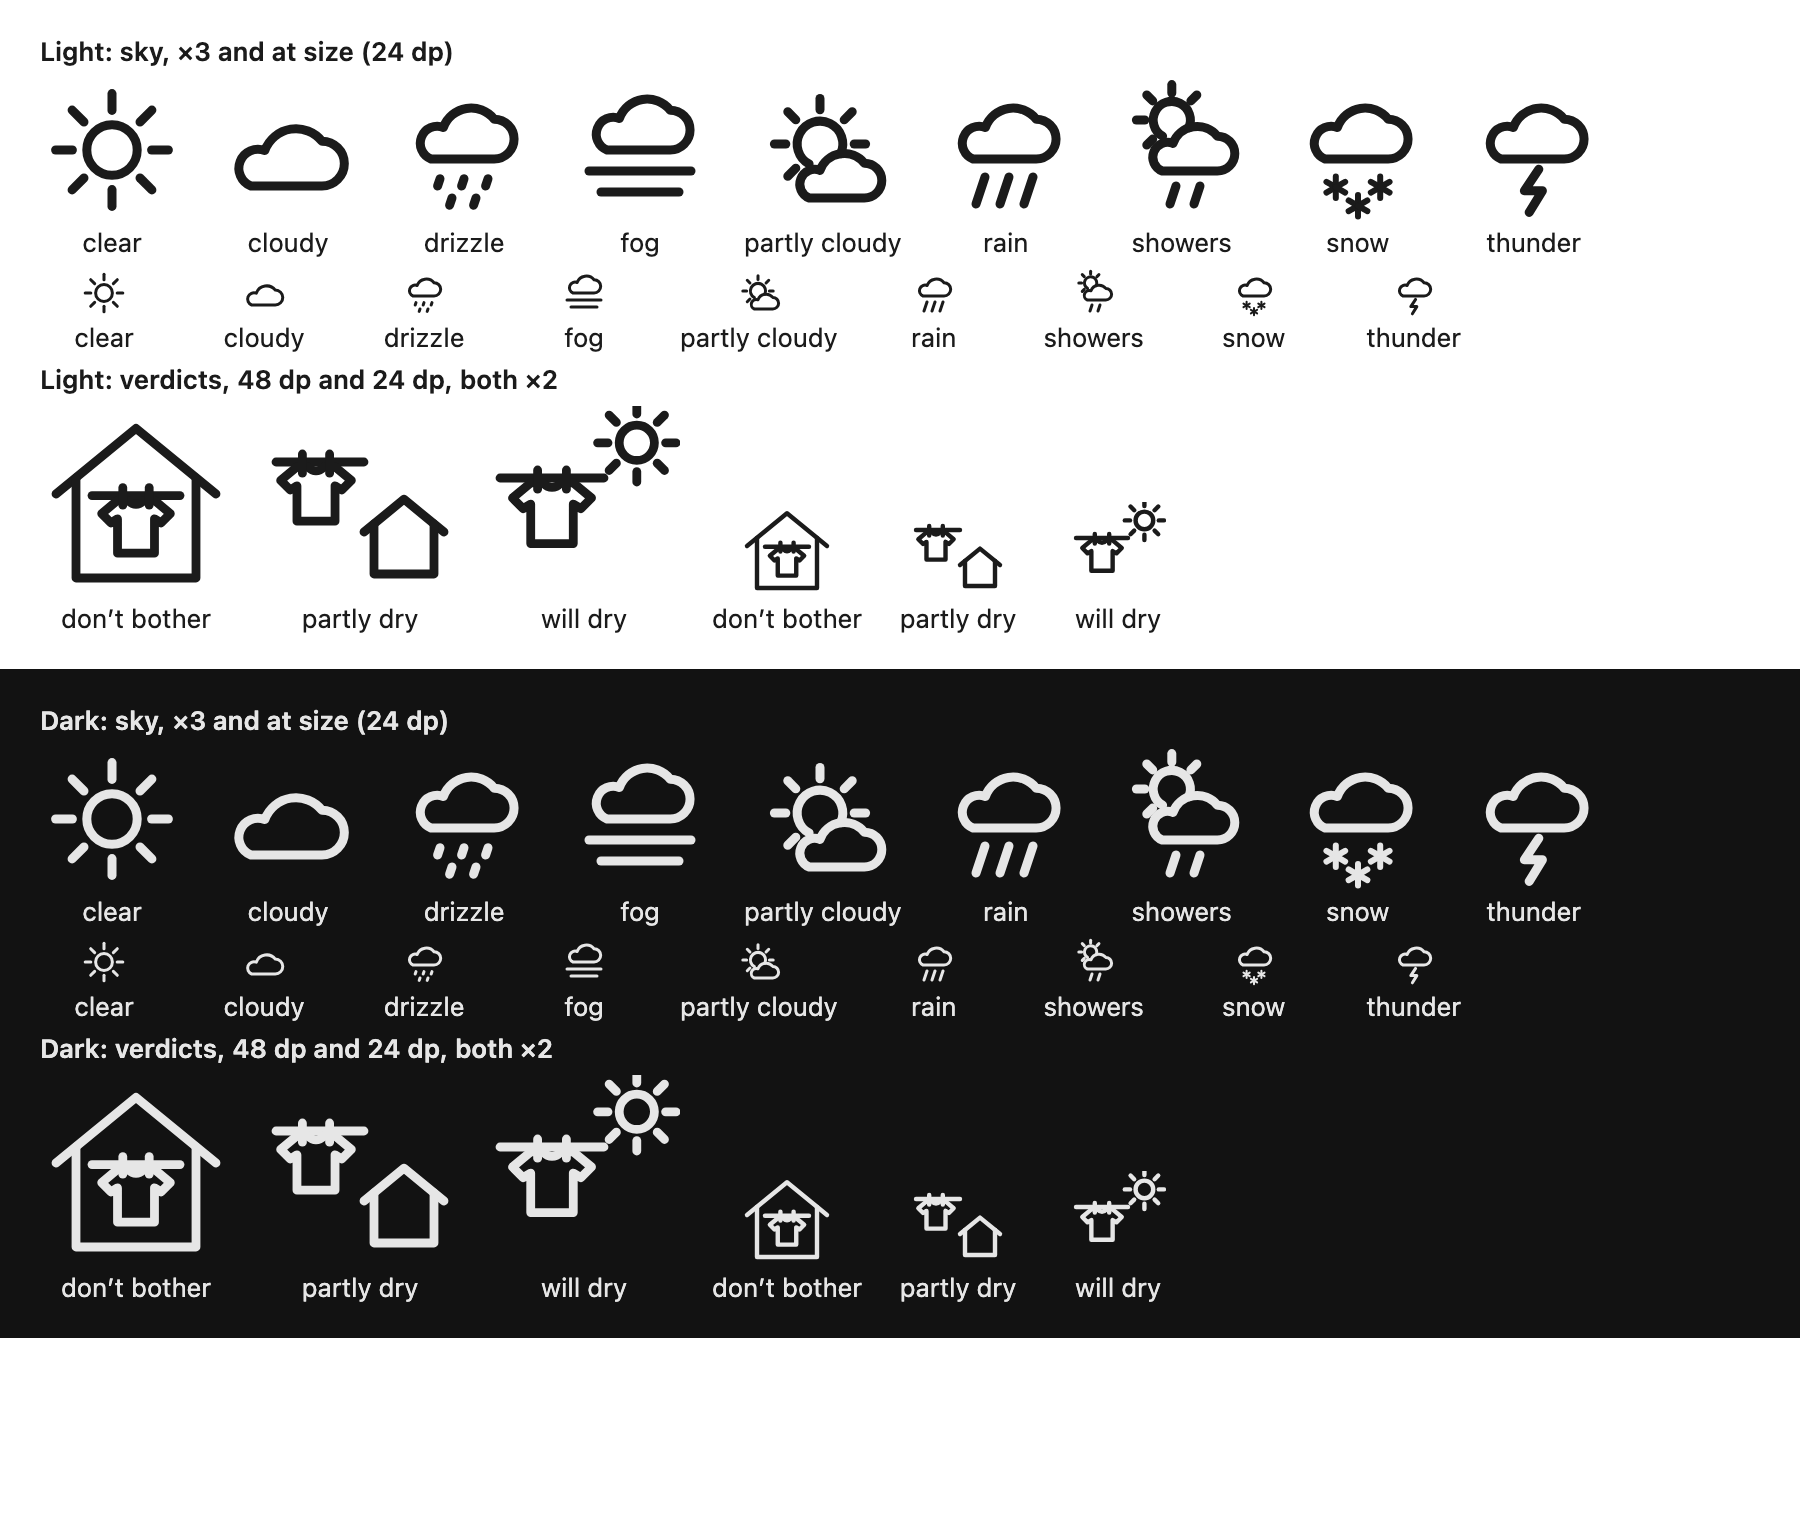 Light: sky, ×3 and at size (24 dp)
clear cloudy drizzle fog partly cloudy rain showers snow thunder
clear cloudy drizzle fog partly cloudy rain showers snow thunder
Light: verdicts, 48 dp and 24 dp, both ×2
don’t bother partly dry will dry don’t bother partly dry will dry
Dark: sky, ×3 and at size (24 dp)
clear cloudy drizzle fog partly cloudy rain showers snow thunder
clear cloudy drizzle fog partly cloudy rain showers snow thunder
Dark: verdicts, 48 dp and 24 dp, both ×2
don’t bother partly dry will dry don’t bother partly dry will dry